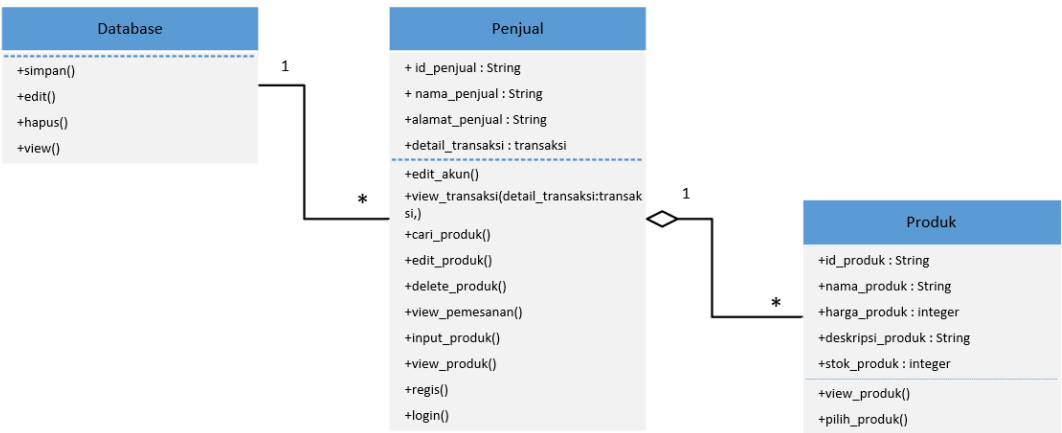 Database
+simpan()
+edit()
+hapus()
+view()
1
*
Penjual
+ id_penjual : String
+ nama_penjual : String
+alamat_penjual : String
+detail_transaksi : transaksi
+edit_akun()
+view_transaksi(detail_transaksi:transak
si,)
+cari_produk()
+edit_produk()
+delete_produk()
+view_pemesanan()
+input_produk()
+view_produk()
+regis()
+login()
1
*
Produk
+id_produk : String
+nama_produk : String
+harga_produk : integer
+deskripsi_produk : String
+stok_produk : integer
+view_produk()
+pilih_produk()